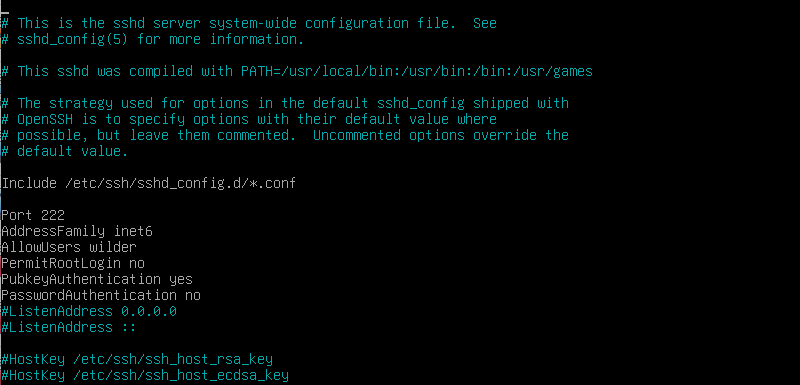 # This is the sshd server system-wide configuration file.  See
# sshd_config(5) for more information.
# This sshd was compiled with PATH=/usr/local/bin:/usr/bin:/bin:/usr/games
# The strategy used for options in the default sshd_config shipped with
# OpenSSH is to specify options with their default value where
# possible, but leave them commented.  Uncommented options override the
# default value.
Include /etc/ssh/sshd_config.d/*.conf
Port 222
AddressFamily inet6
AllowUsers wilder
PermitRootLogin no
PubkeyAuthentication yes
PasswordAuthentication no
#ListenAddress 0.0.0.0
#ListenAddress ::
#HostKey /etc/ssh/ssh_host_rsa_key
#HostKey /etc/ssh/ssh_host_ecdsa_key